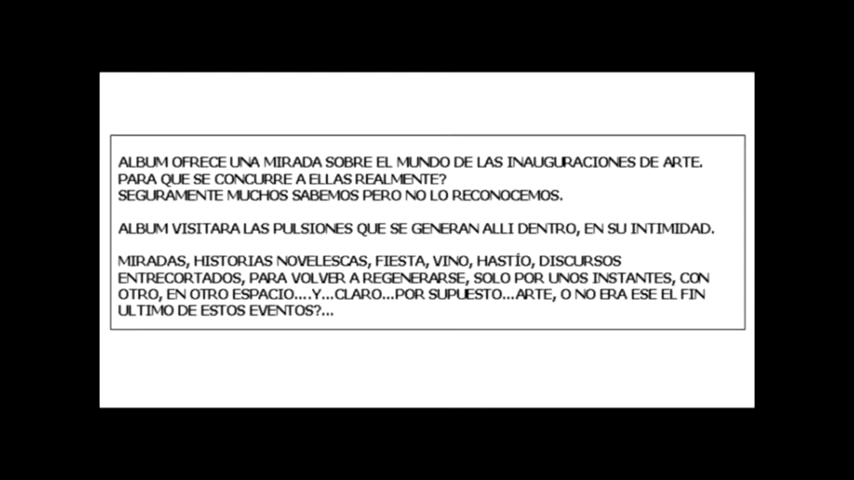 ALBUM OFRECE UNA MIRADA SOBRE EL MUNDO DE LAS INAUGURACIONES DE ARTE.
PARA QUE SE CONCURRE A ELLAS REALMENTE?
SEGURAMENTE MUCHOS SABEMOS PERO NO LO RECONOCEMOS.
ALBUM VISITARA LAS PULSIONES QUE SE GENERAN ALLI DENTRO, EN SU INTIMIDAD.
MIRADAS, HISTORIAS NOVELESCAS, FIESTA, VINO, HASTÍO, DISCURSOS
ENTRECORTADOS, PARA VOLVER A REGENERARSE, SOLO POR UNOS INSTANTES, CON
OTRO, EN OTRO ESPACIO....Y...CLARO...POR SUPUESTO...ARTE, O NO ERA ESE EL FIN
ULTIMO DE ESTOS EVENTOS?...